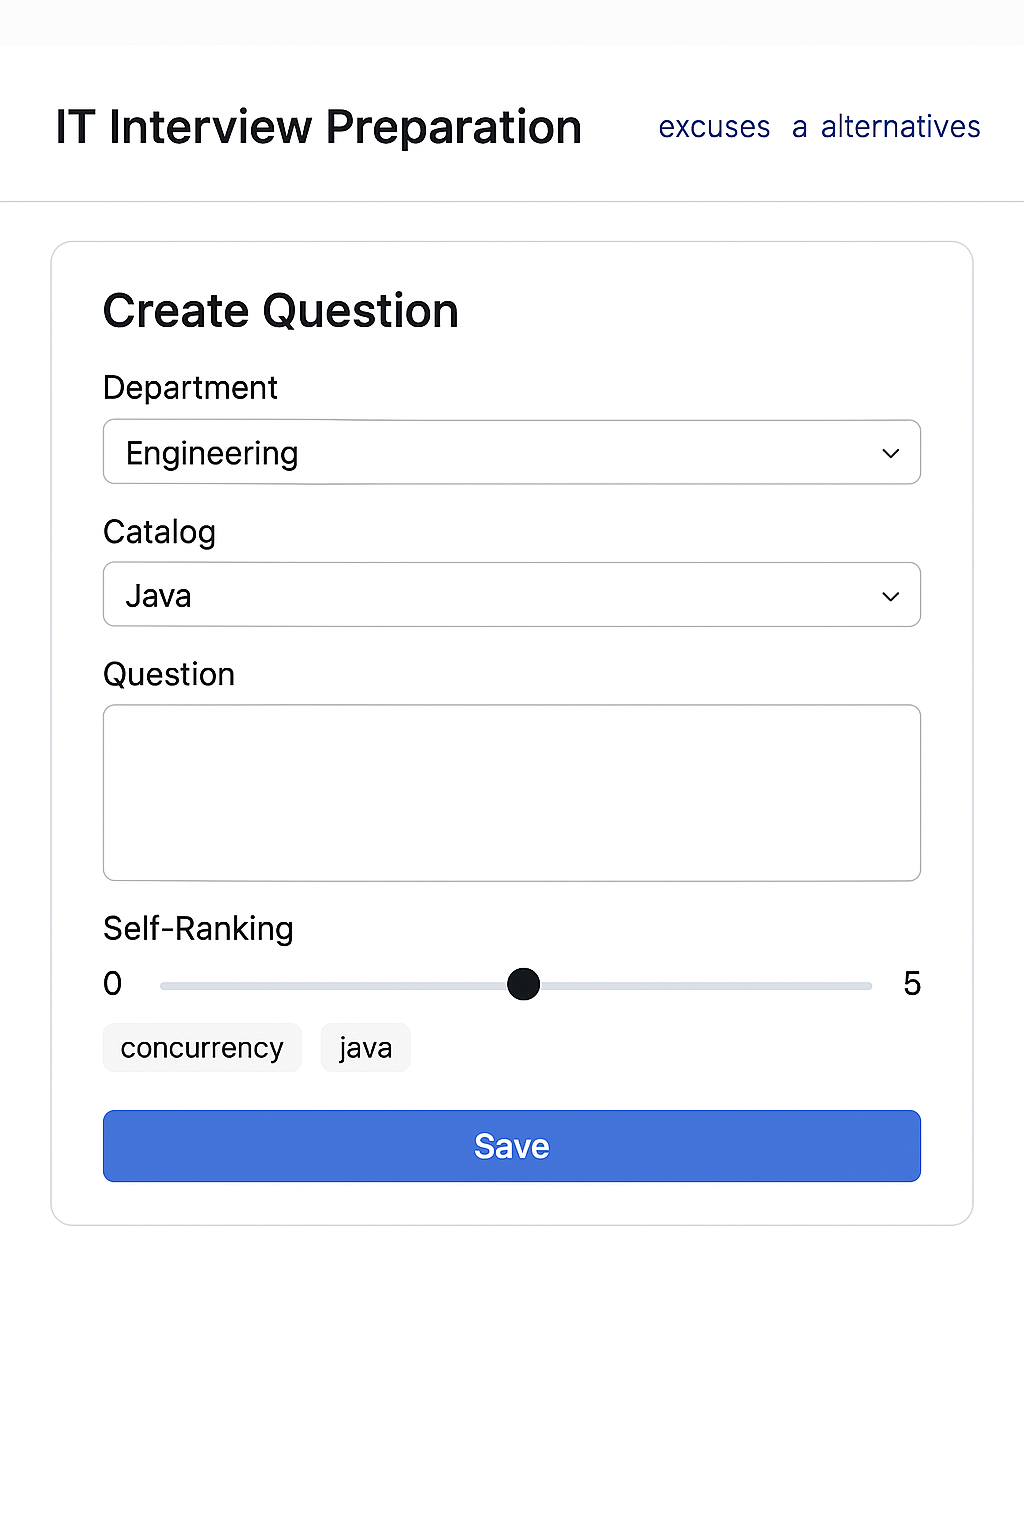 IT Interview Preparation excuses a alternatives
Create Question
Department
Engineering
Catalog
Java
Question
Self-Ranking
0 5
concurrency java
Save